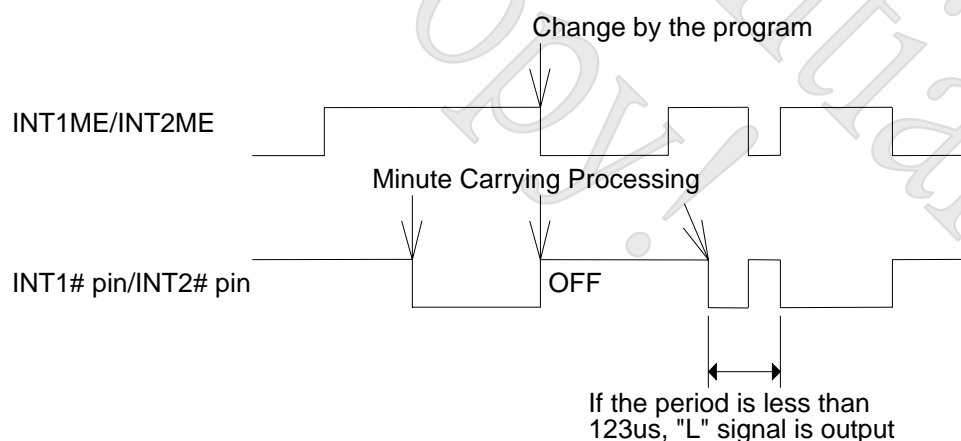 Change by the program
INT1ME/INT2ME
Minute Carrying Processing
INT1# pin/INT2# pin
OFF
If the period is less than
123us, "L" signal is output
opy!